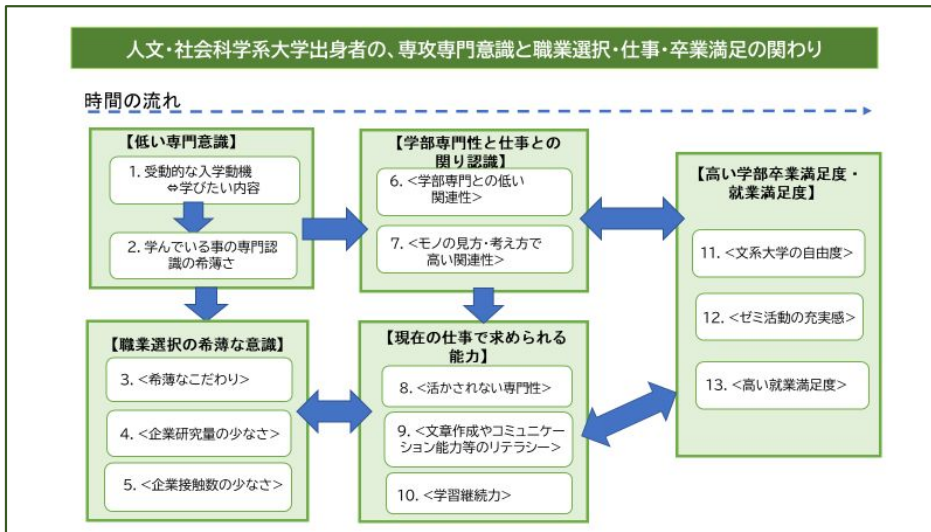 人文・社会科学系大学出身者の、専攻専門意識と職業選択・仕事・卒業満足の関わり
時間の流れ
【低い専門意識】
1. 受動的な入学動機
⇔学びたい内容
2. 学んでいる事の専門認
識の希薄さ
【学部専門性と仕事との
関り認識】
6. <学部専門との低い
関連性>
7. <モノの見方・考え方で
高い関連性>
【高い学部卒業満足度・
就業満足度】
11. <文系大学の自由度>
12. <ゼミ活動の充実感>
13. <高い就業満足度>
【職業選択の希薄な意識】
3. <希薄なこだわり>
4. <企業研究量の少なさ>
5. <企業接触数の少なさ>
【現在の仕事で求められる
能力】
8. <活かされない専門性>
9. <文章作成やコミュニケー
ション能力等のリテラシー>
10. <学習継続力>